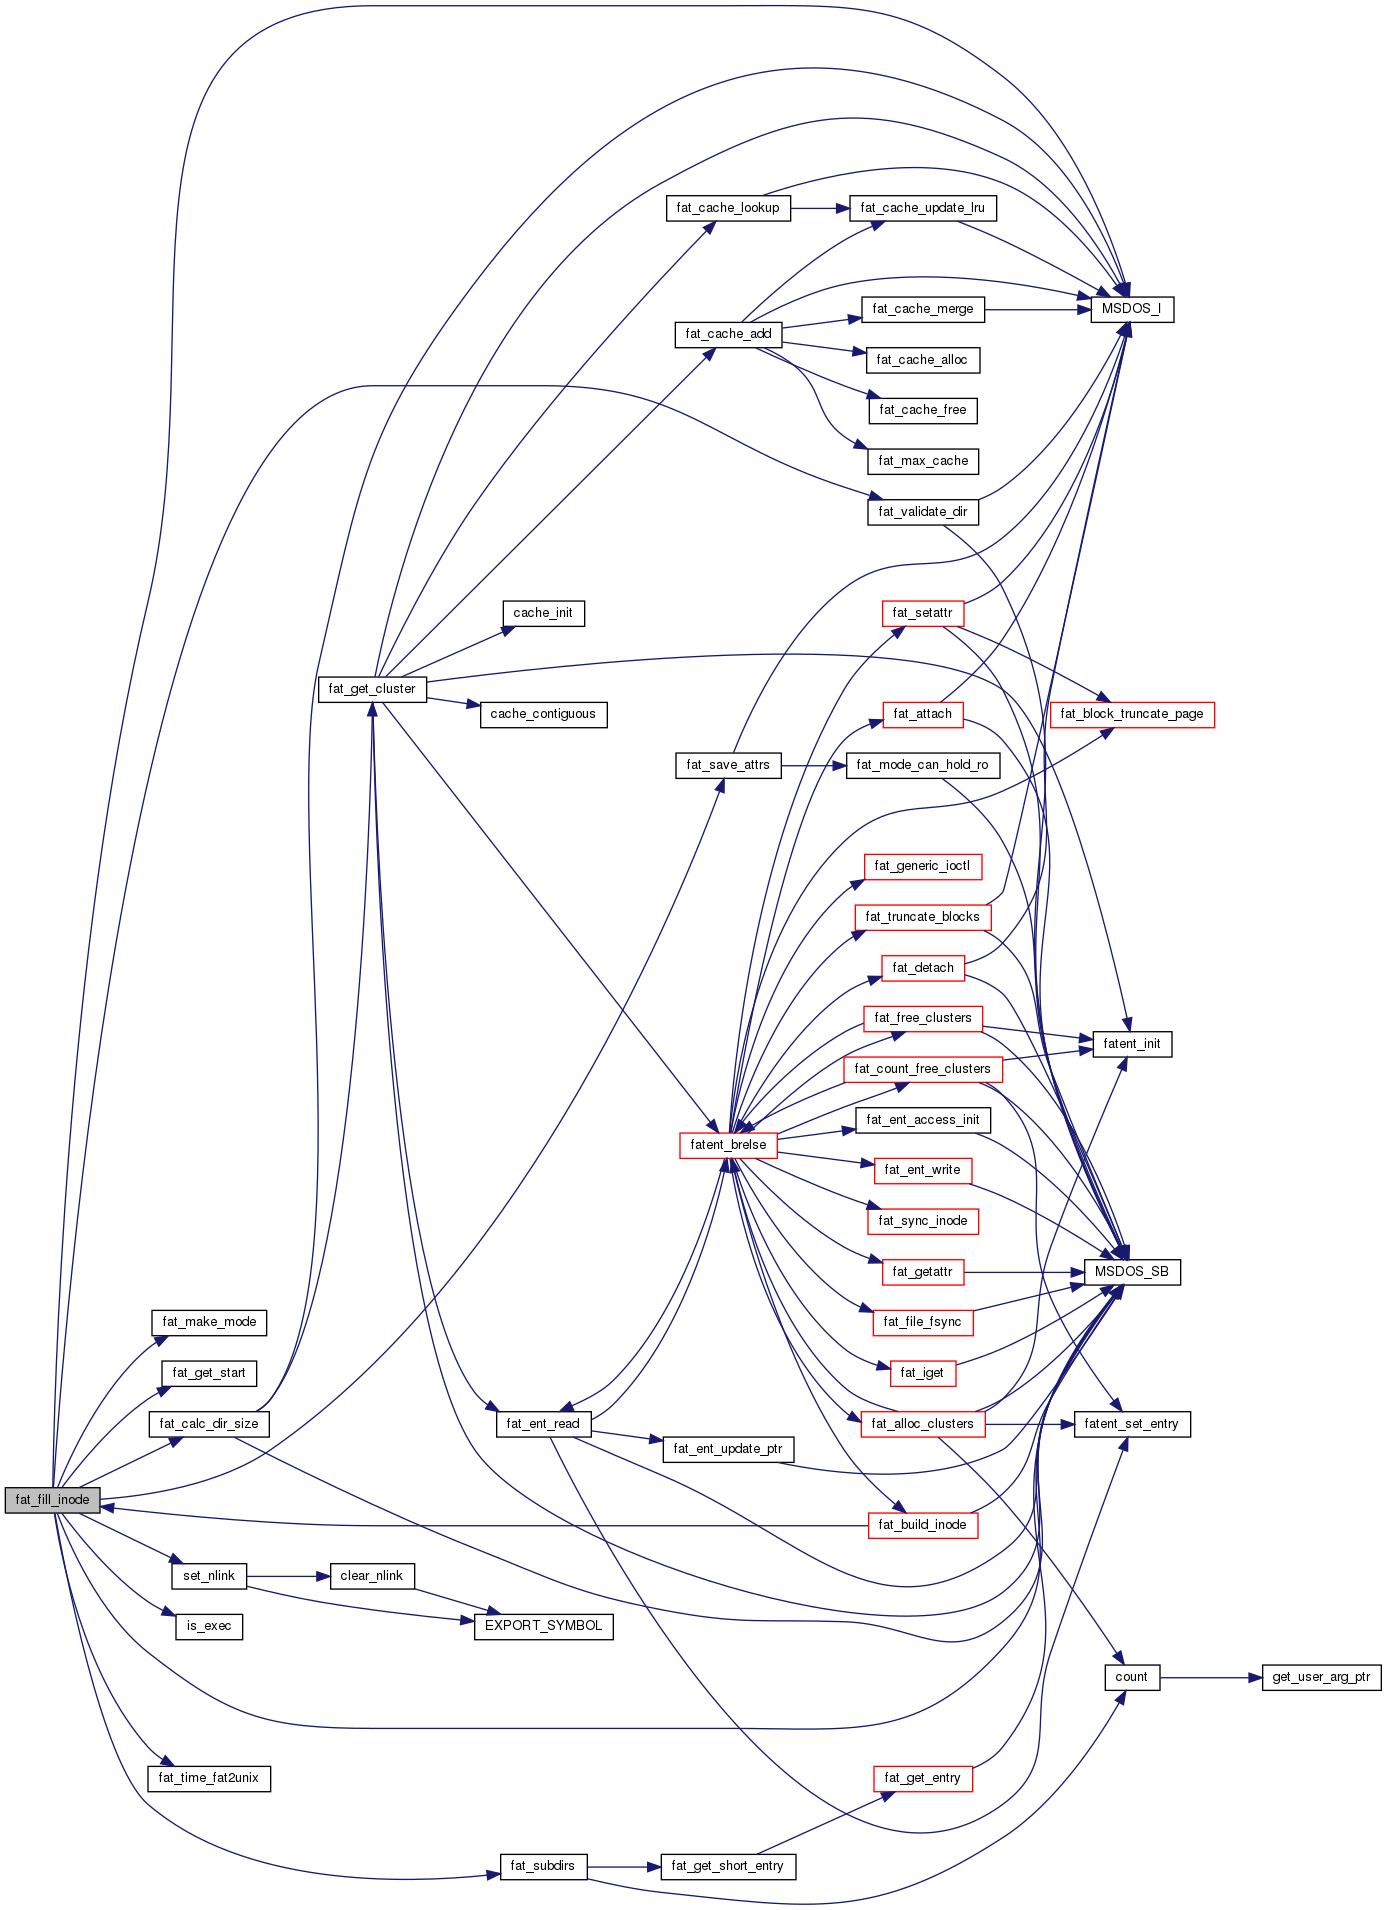 fat_cache_lookup
fat_cache_update_lru
MSDOS_I
fat_cache_merge
fat_cache_add
fat_cache_alloc
fat_cache_free
fat_max_cache
fat_validate_dir
cache_init
fat_setattr
fat_get_cluster
cache_contiguous
fat_attach
fat_block_truncate_page
fat_save_attrs
fat_mode_can_hold_ro
fat_generic_ioctl
fat_truncate_blocks
fat_detach
fat_free_clusters
fatent_init
fat_count_free_clusters
fat_ent_access_init
fatent_brelse
fat_ent_write
fat_sync_inode
fat_getattr
MSDOS_SB
fat_make_mode
fat_file_fsync
fat_get_start
fat_iget
fat_calc_dir_size
fat_ent_read
fat_alloc_clusters
fatent_set_entry
fat_ent_update_ptr
fat_fill_inode
fat_build_inode
set_nlink
clear_nlink
is_exec
EXPORT_SYMBOL
count
get_user_arg_ptr
fat_time_fat2unix
fat_get_entry
fat_subdirs
fat_get_short_entry